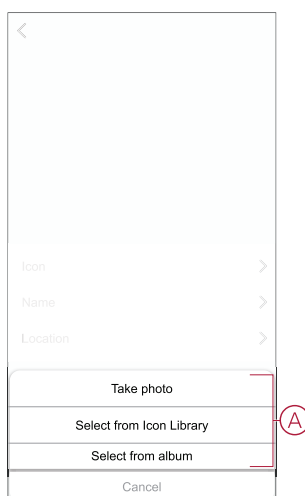 Icon
Name
Location
Take photo
Select from Icon Library
Select from album
Cancel
A